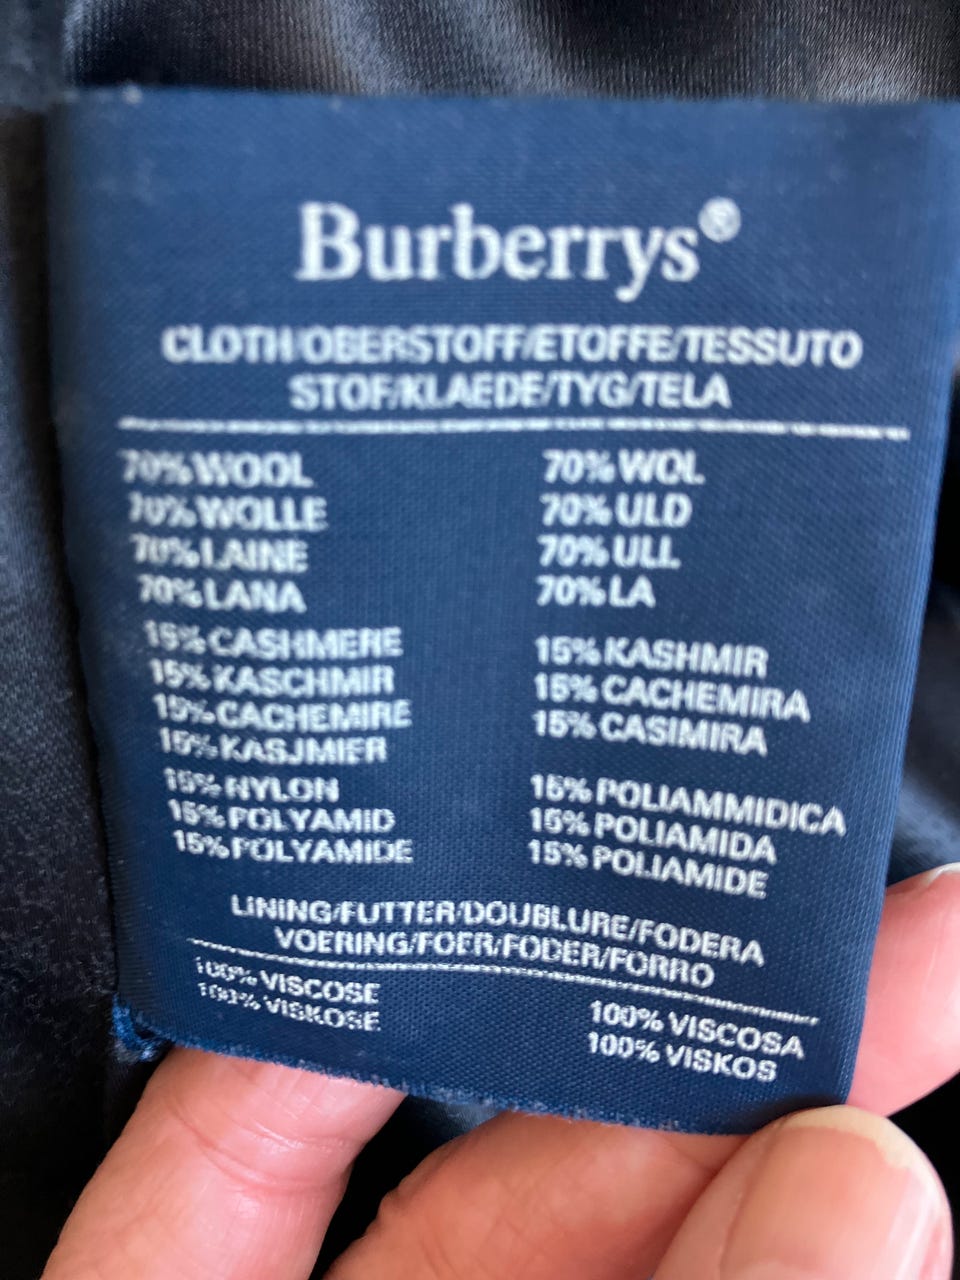 Burberrys®
CLOTH/OBERSTOFF/ETOFFE/TESSUTO
STOF/KLAEDE/TYG/TELA
70% WOOL
70% WOLLE
70% LAINE
70% LANA
15% CASHMERE
15% KASCHMIR
15% CACHEMIRE
15% KASJMIER
15% NYLON
15% POLYAMID
15% POLYAMIDE
70% WOL
70% ULD
70% ULL
70% LA
15% KASHMIR
15% CACHEMIRA
15% CASIMIRA
15% POLIAMMIDICA
15% POLIAMIDA
15% POLIAMIDE
LINING/FUTTER/DOUBLURE/FODERA
VOERING/FOER/FODER/FORRO
100% VISCOSE
100% VISKOSE
100% VISCOSA
100% VISKOS